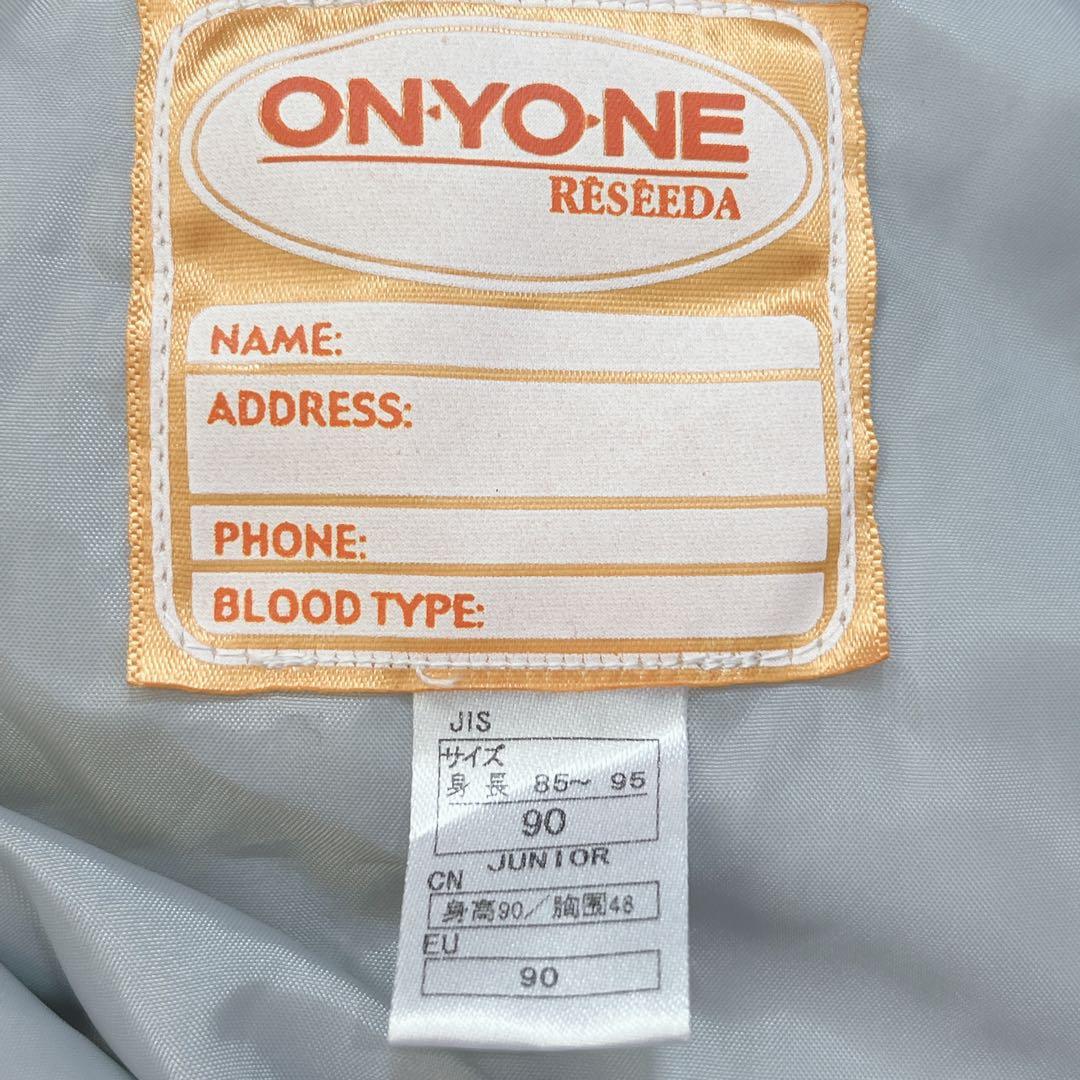 ON·YO·NE
RÊSÊEDA
NAME:
ADDRESS:
PHONE:
BLOOD TYPE:
JIS
サイズ
身長 85～ 95
90
JUNIOR
CN
身高90／胸围48
EU
90